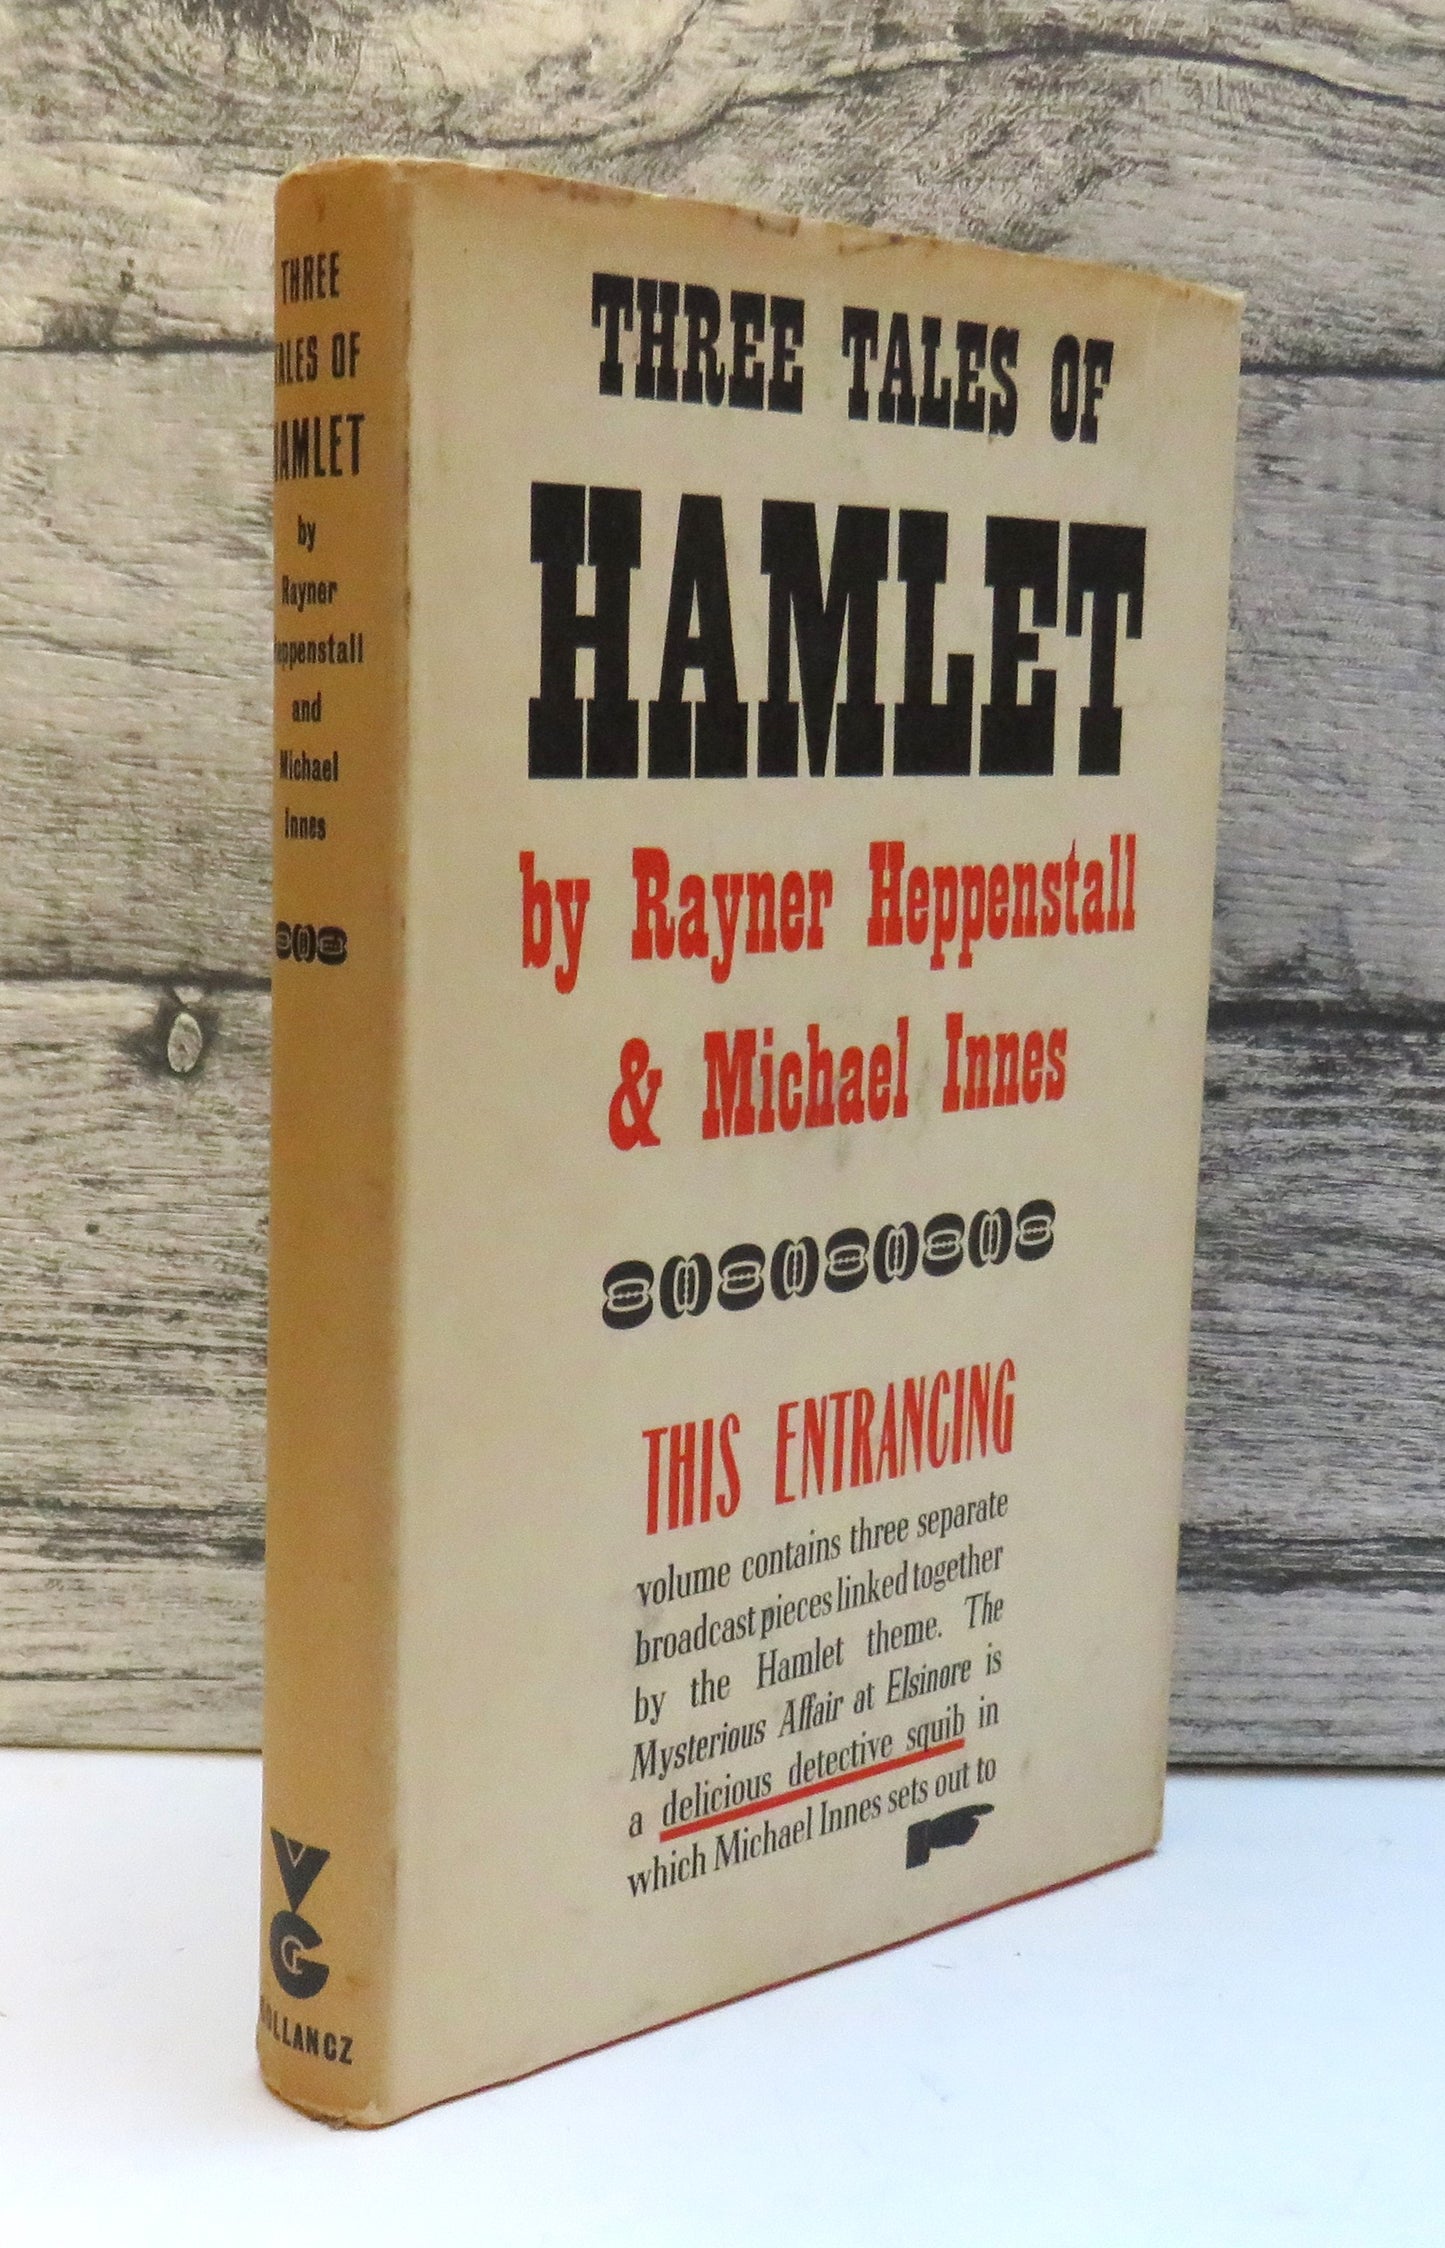 THREE
TALES OF
HAMLET
by
Rayner
Heppenstall
and
Michael
Innes
VG
GOLLANCZ
THREE TALES OF
HAMLET
by Rayner Heppenstall
& Michael Innes
THIS ENTRANCING
volume contains three separate
broadcast pieces linked together
by the Hamlet theme. The
Mysterious Affair at Elsinore is
a delicious detective squib in
which Michael Innes sets out to